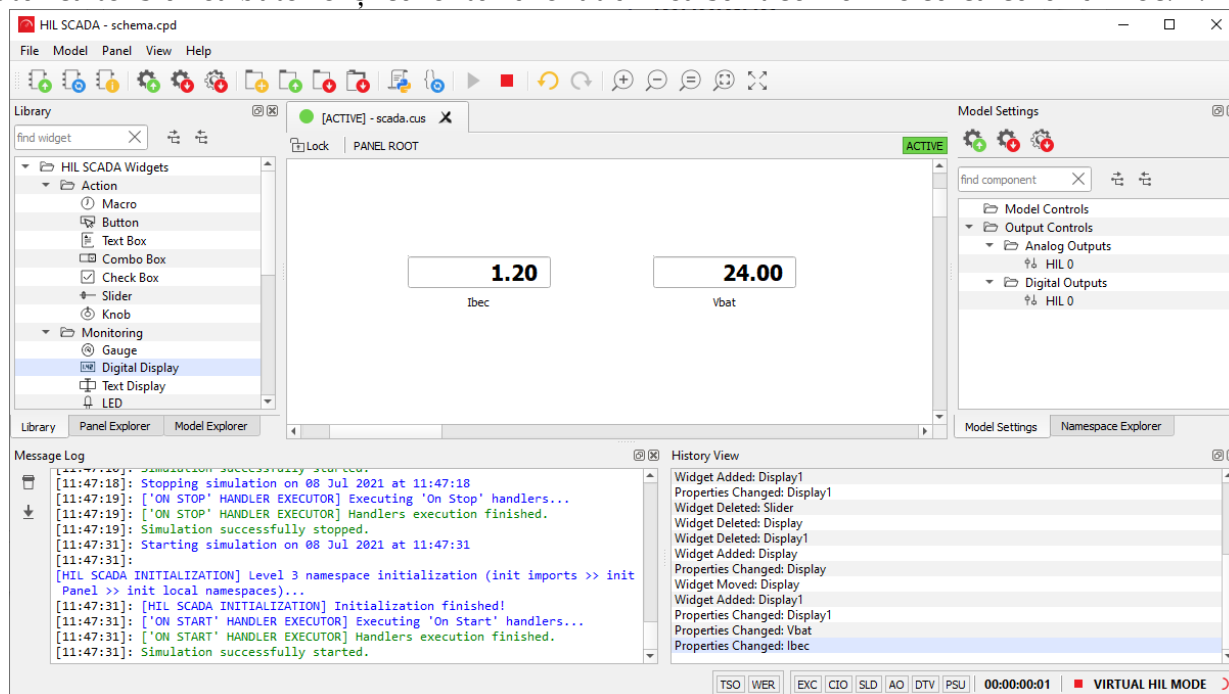 HIL SCADA - schema.cpd
File Model Panel View Help
Library
find widget
HIL SCADA Widgets
Action
Macro
Button
Text Box
Combo Box
Check Box
Slider
Knob
Monitoring
Gauge
Digital Display
Text Display
LED
Library Panel Explorer Model Explorer
[ACTIVE] - scada.cus
Lock PANEL ROOT ACTIVE
1.20 24.00
Ibec Vbat
Model Settings
find component
Model Controls
Output Controls
Analog Outputs
HIL 0
Digital Outputs
HIL 0
Model Settings Namespace Explorer
Message Log
[11:47:18]: Simulation successfully started.
[11:47:18]: Stopping simulation on 08 Jul 2021 at 11:47:18
[11:47:19]: ['ON STOP' HANDLER EXECUTOR] Executing 'On Stop' handlers...
[11:47:19]: ['ON STOP' HANDLER EXECUTOR] Handlers execution finished.
[11:47:19]: Simulation successfully stopped.
[11:47:31]: Starting simulation on 08 Jul 2021 at 11:47:31
[11:47:31]:
[HIL SCADA INITIALIZATION] Level 3 namespace initialization (init imports >> init
Panel >> init local namespaces)...
[11:47:31]: [HIL SCADA INITIALIZATION] Initialization finished!
[11:47:31]: ['ON START' HANDLER EXECUTOR] Executing 'On Start' handlers...
[11:47:31]: ['ON START' HANDLER EXECUTOR] Handlers execution finished.
[11:47:31]: Simulation successfully started.
History View
Widget Added: Display1
Properties Changed: Display1
Widget Deleted: Slider
Widget Deleted: Display
Widget Deleted: Display1
Widget Added: Display
Properties Changed: Display
Widget Moved: Display
Widget Added: Display1
Properties Changed: Display1
Properties Changed: Vbat
Properties Changed: Ibec
TSO WER EXC CIO SLD AO DTV PSU 00:00:00:01 VIRTUAL HIL MODE